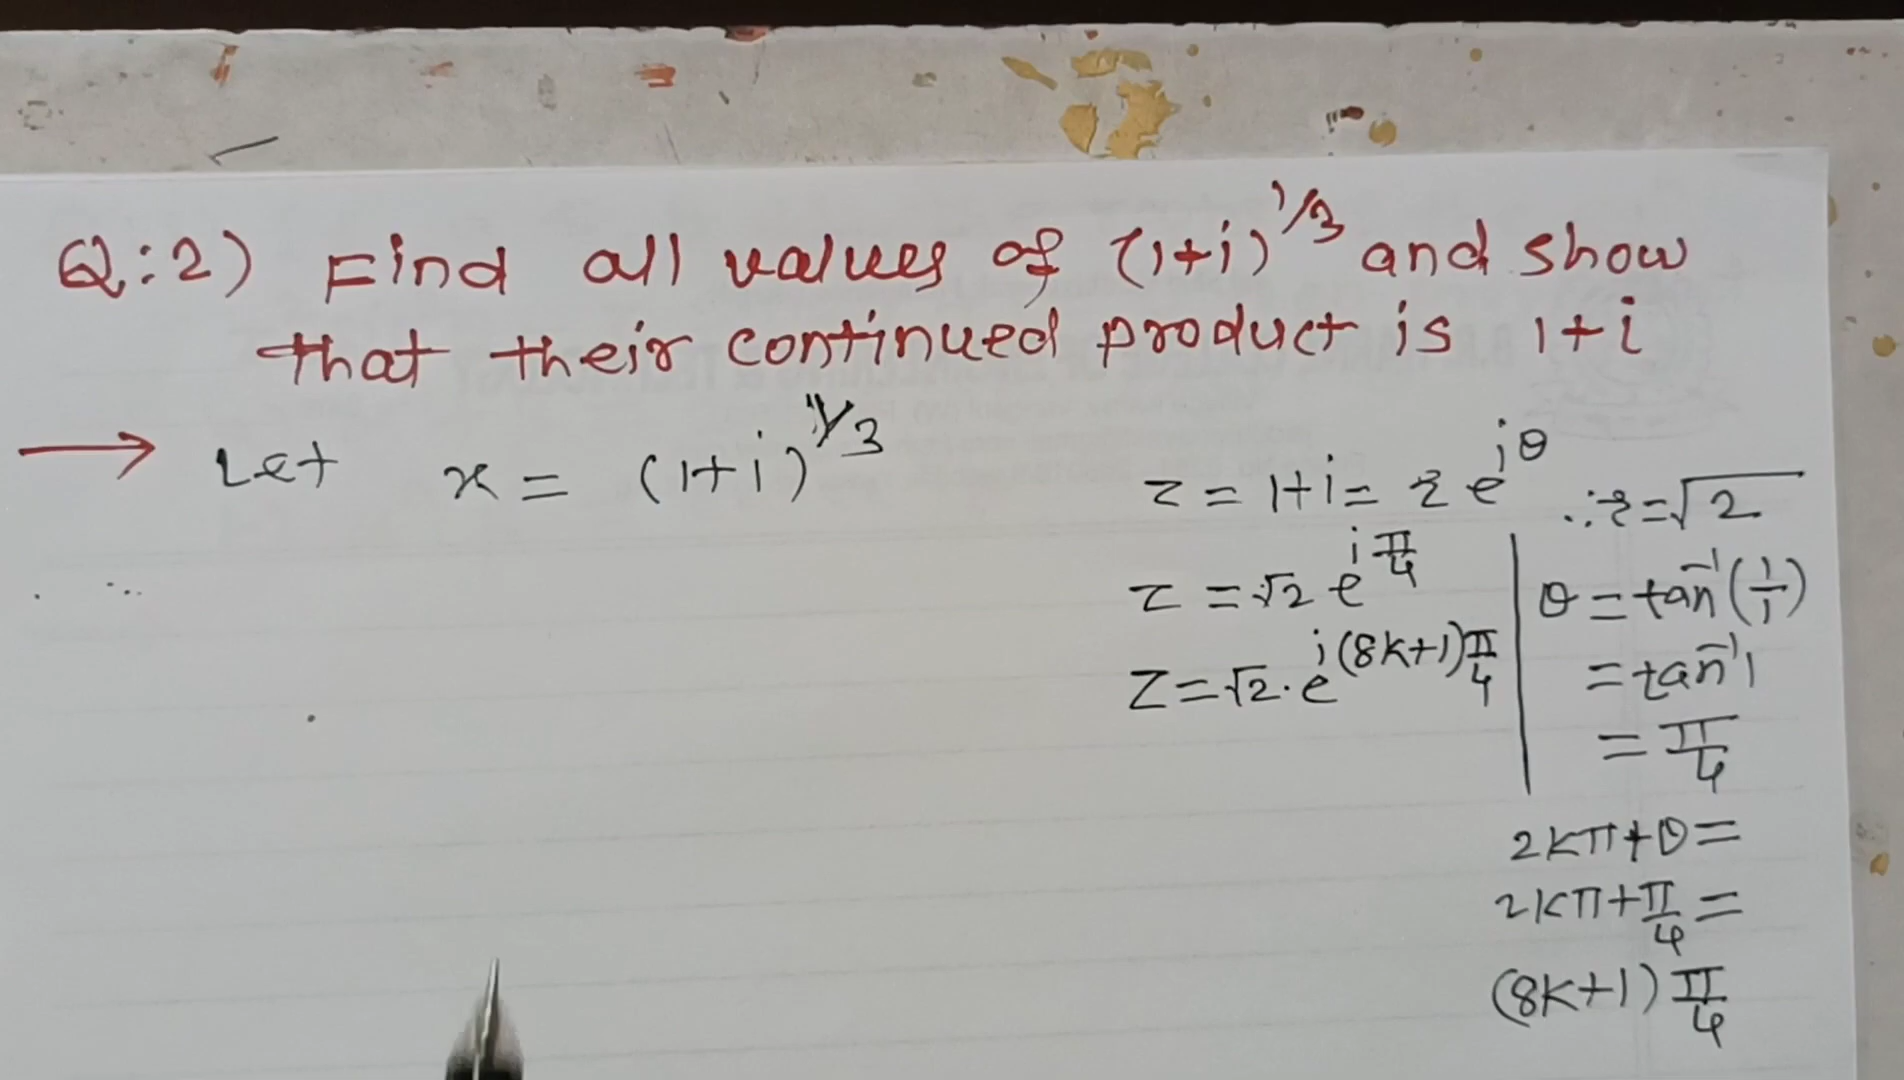 Q:2) Find all values of (1+i)^1/3 and show
that their continued product is 1+i
→ Let x = (1+i)^1/3
z = 1+i = r e^iθ ∴ r = √2
z = √2 e^i π/4
θ = tan^-1 (1/1)
z = √2 · e^i(8k+1) π/4
= tan^-1 1
= π/4
2kπ+θ =
2kπ+π/4 =
(8k+1) π/4